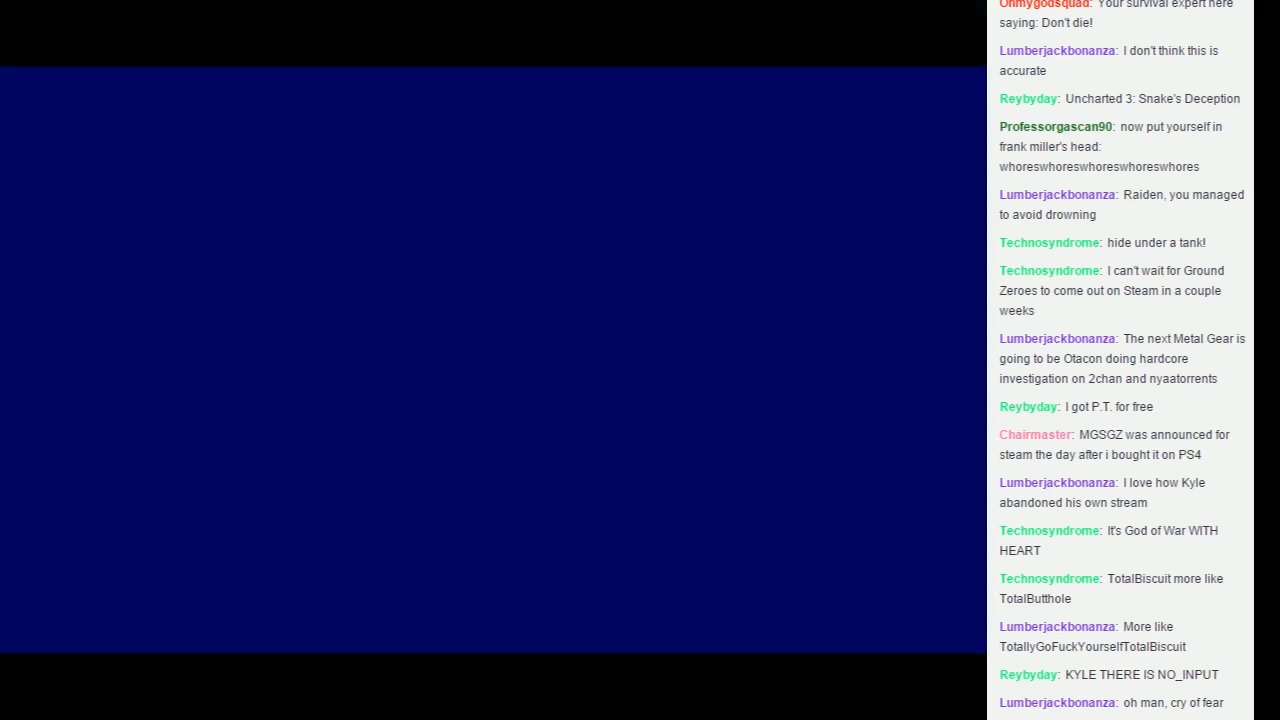 Ohmygodsquad: Your survival expert here
saying: Don't die!
Lumberjackbonanza: I don't think this is
accurate
Reybyday: Uncharted 3: Snake's Deception
Professorgascan90: now put yourself in
frank miller's head:
whoreswhoreswhoreswhoreswhores
Lumberjackbonanza: Raiden, you managed
to avoid drowning
Technosyndrome: hide under a tank!
Technosyndrome: I can't wait for Ground
Zeroes to come out on Steam in a couple
weeks
Lumberjackbonanza: The next Metal Gear is
going to be Otacon doing hardcore
investigation on 2chan and nyaatorrents
Reybyday: I got P.T. for free
Chairmaster: MGSGZ was announced for
steam the day after i bought it on PS4
Lumberjackbonanza: I love how Kyle
abandoned his own stream
Technosyndrome: It's God of War WITH
HEART
Technosyndrome: TotalBiscuit more like
TotalButthole
Lumberjackbonanza: More like
TotallyGoFuckYourselfTotalBiscuit
Reybyday: KYLE THERE IS NO_INPUT
Lumberjackbonanza: oh man, cry of fear